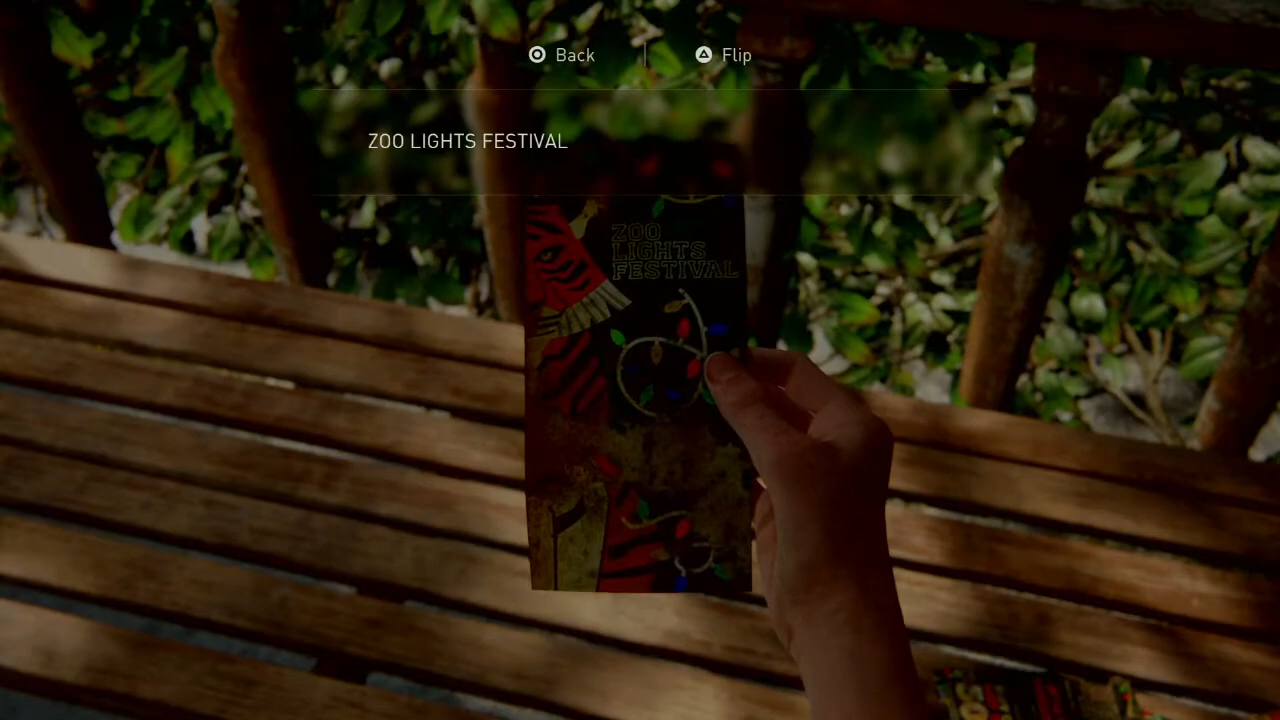 Back
Flip
ZOO LIGHTS FESTIVAL
ZOO
LIGHTS
FESTIVAL